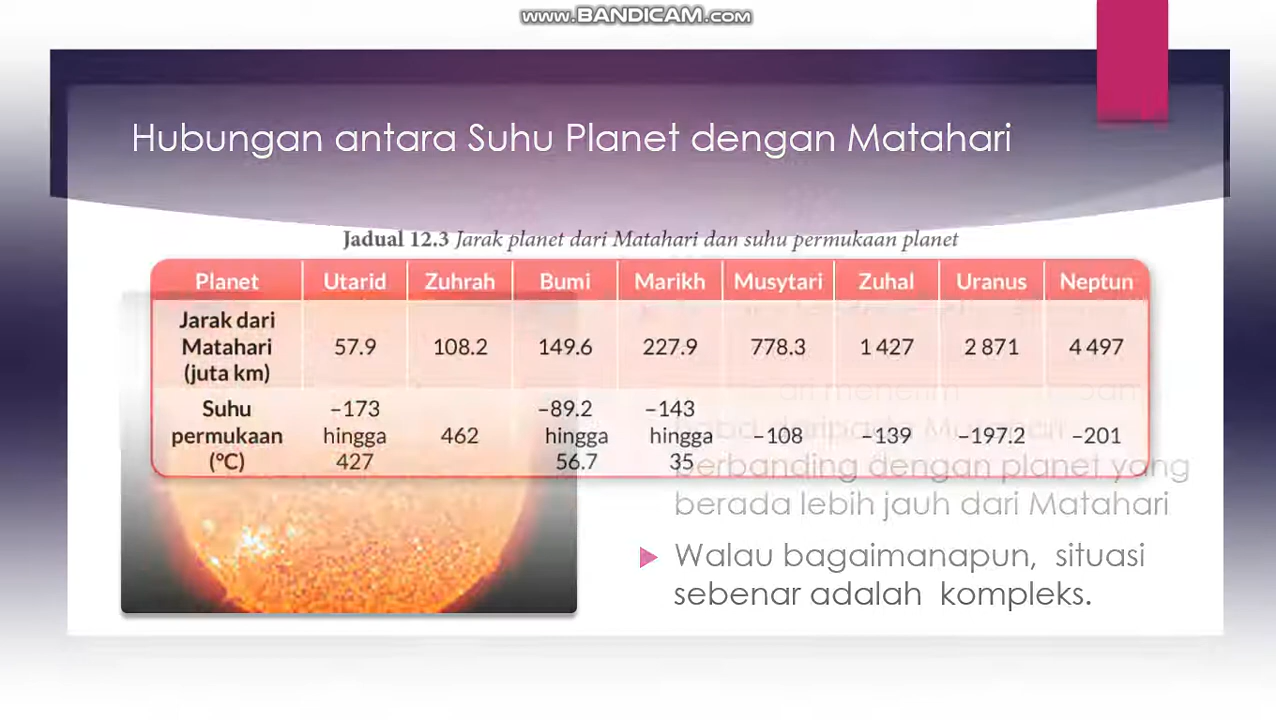 www.BANDICAM.com
Hubungan antara Suhu Planet dengan Matahari
Jadual 12.3 Jarak planet dari Matahari dan suhu permukaan planet
Planet Utarid Zuhrah Bumi Marikh Musytari Zuhal Uranus Neptun
Jarak dari
Matahari
(juta km)
57.9 108.2 149.6 227.9 778.3 1 427 2 871 4 497
Suhu
permukaan
(°C)
–173
hingga
427
462
–89.2
hingga
56.7
–143
hingga
35
–108 –139 –197.2 –201
haba daripada Matahari
berbanding dengan planet yang
berada lebih jauh dari Matahari
Walau bagaimanapun, situasi
sebenar adalah kompleks.